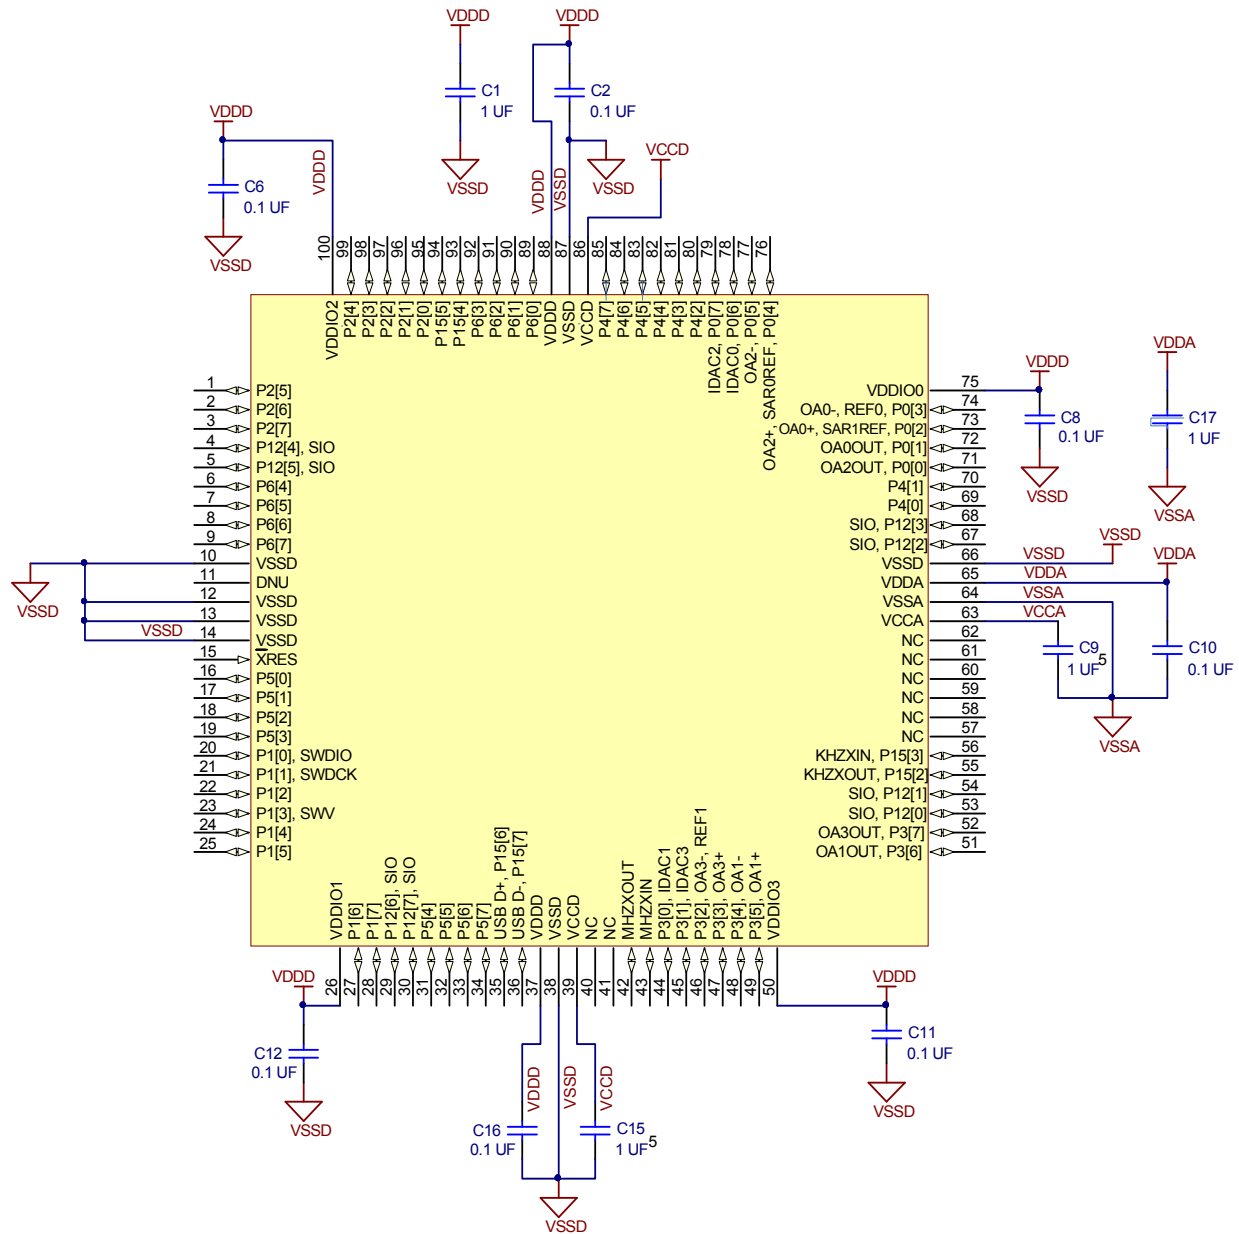 VDDD
C1
1 UF
VSSD
VDDD
C2
0.1 UF
VSSD
VDDD
VSSD
VCCD
VDDD
VDDD
C6
0.1 UF
VSSD
100
99
98
97
96
95
94
93
92
91
90
89
88
87
86
85
84
83
82
81
80
79
78
77
76
VDDIO2
P2[4]
P2[3]
P2[2]
P2[1]
P2[0]
P15[5]
P15[4]
P6[3]
P6[2]
P6[1]
P6[0]
VDDD
VSSD
VCCD
P4[7]
P4[6]
P4[5]
P4[4]
P4[3]
P4[2]
IDAC2, P0[7]
IDAC0, P0[6]
OA2-, P0[5]
OA2+, SAR0REF, P0[4]
1 P2[5]
2 P2[6]
3 P2[7]
4 P12[4], SIO
5 P12[5], SIO
6 P6[4]
7 P6[5]
8 P6[6]
9 P6[7]
10 VSSD
11 DNU
12 VSSD
13 VSSD
VSSD 14 VSSD
15 XRES
16 P5[0]
17 P5[1]
18 P5[2]
19 P5[3]
20 P1[0], SWDIO
21 P1[1], SWDCK
22 P1[2]
23 P1[3], SWV
24 P1[4]
25 P1[5]
VSSD
VDDIO0 75
OA0-, REF0, P0[3] 74
OA0+, SAR1REF, P0[2] 73
OA0OUT, P0[1] 72
OA2OUT, P0[0] 71
P4[1] 70
P4[0] 69
SIO, P12[3] 68
SIO, P12[2] 67
VSSD 66 VSSD
VDDA 65 VDDA
VSSA 64 VSSA
VCCA 63 VCCA
NC 62
NC 61
NC 60
NC 59
NC 58
NC 57
KHZXIN, P15[3] 56
KHZXOUT, P15[2] 55
SIO, P12[1] 54
SIO, P12[0] 53
OA3OUT, P3[7] 52
OA1OUT, P3[6] 51
VDDD
C8
0.1 UF
VSSD
VDDA
C17
1 UF
VSSA
VSSD
VDDA
C9
1 UF5
C10
0.1 UF
VSSA
VDDIO1
P1[6]
P1[7]
P12[6], SIO
P12[7], SIO
P5[4]
P5[5]
P5[6]
P5[7]
USB D+, P15[6]
USB D-, P15[7]
VDDD
VSSD
VCCD
NC
NC
MHZXOUT
MHZXIN
P3[0], IDAC1
P3[1], IDAC3
P3[2], OA3-, REF1
P3[3], OA3+
P3[4], OA1-
P3[5], OA1+
VDDIO3
26
27
28
29
30
31
32
33
34
35
36
37
38
39
40
41
42
43
44
45
46
47
48
49
50
VDDD
C12
0.1 UF
VSSD
VDDD
VSSD
VCCD
C16
0.1 UF
C15
1 UF5
VSSD
VDDD
C11
0.1 UF
VSSD